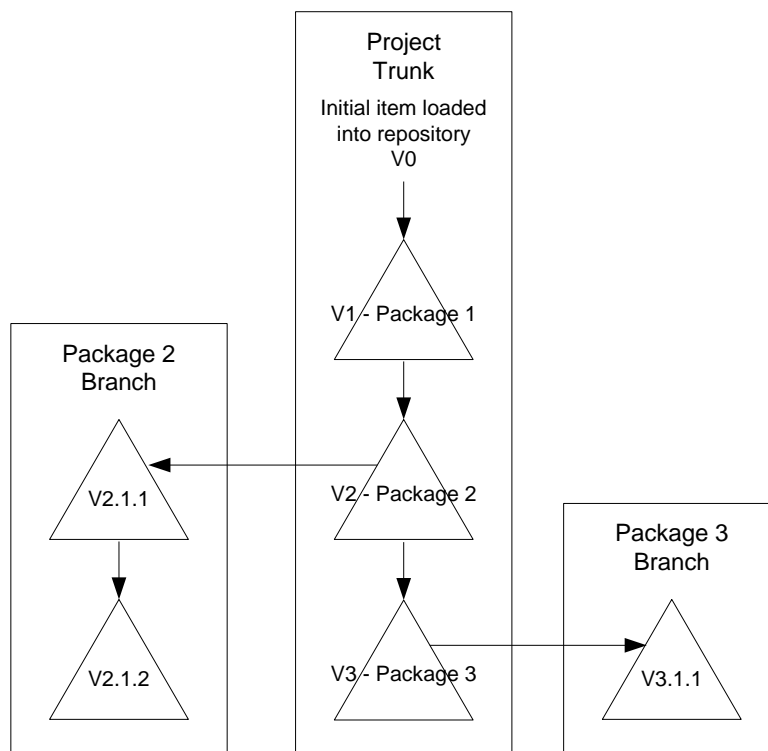 Project
Trunk
Initial item loaded
into repository
V0
V1 - Package 1
Package 2
Branch
V2.1.1
V2 - Package 2
Package 3
Branch
V2.1.2
V3 - Package 3
V3.1.1